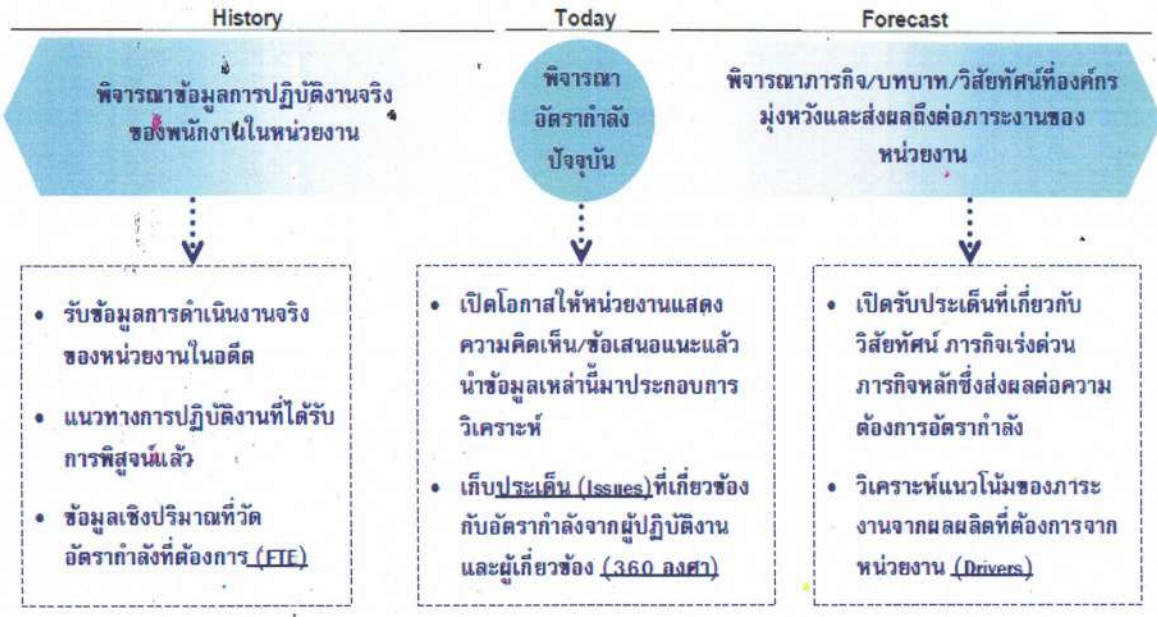 History
Today
Forecast
พิจารณาข้อมูลการปฏิบัติงานจริง
ของพนักงานในหน่วยงาน
พิจารณา
อัตรากำลัง
ปัจจุบัน
พิจารณาภารกิจ/บทบาท/วิสัยทัศน์ที่องค์กร
มุ่งหวังและส่งผลถึงต่อภาระงานของ
หน่วยงาน
• รับข้อมูลการดำเนินงานจริง
ของหน่วยงานในอดีต
• แนวทางการปฏิบัติงานที่ได้รับ
การพิสูจน์แล้ว
• ข้อมูลเชิงปริมาณที่วัด
อัตรากำลังที่ต้องการ (FTE)
• เปิดโอกาสให้หน่วยงานแสดง
ความคิดเห็น/ข้อเสนอแนะแล้ว
นำข้อมูลเหล่านี้มาประกอบการ
วิเคราะห์
• เก็บประเด็น (Issues)ที่เกี่ยวข้อง
กับอัตรากำลังจากผู้ปฏิบัติงาน
และผู้เกี่ยวข้อง (360 องศา)
• เปิดรับประเด็นที่เกี่ยวกับ
วิสัยทัศน์ ภารกิจเร่งด่วน
ภารกิจหลักซึ่งส่งผลต่อความ
ต้องการอัตรากำลัง
• วิเคราะห์แนวโน้มของภาระ
งานจากผลผลิตที่ต้องการจาก
หน่วยงาน (Drivers)